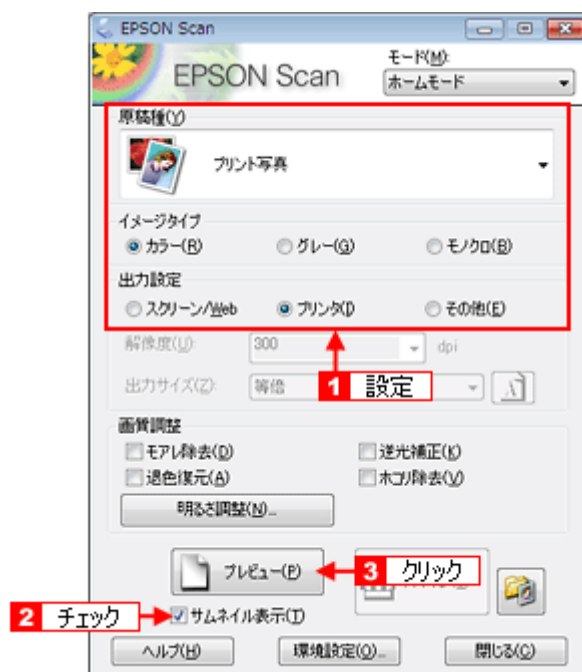 EPSON Scan
EPSON Scan
モード(M):
ホームモード
原稿種(Y)
プリント写真
イメージタイプ
カラー(R) グレー(G) モノクロ(B)
出力設定
スクリーン/Web プリンタ(I) その他(E)
解像度(U): 300 dpi
出力サイズ(Z): 等倍
1 設定
画質調整
モアレ除去(D) 逆光補正(K)
退色復元(A) ホコリ除去(V)
明るさ調整(N)...
プレビュー(P)
3 クリック
2 チェック
サムネイル表示(T)
ヘルプ(H) 環境設定(O)... 閉じる(C)